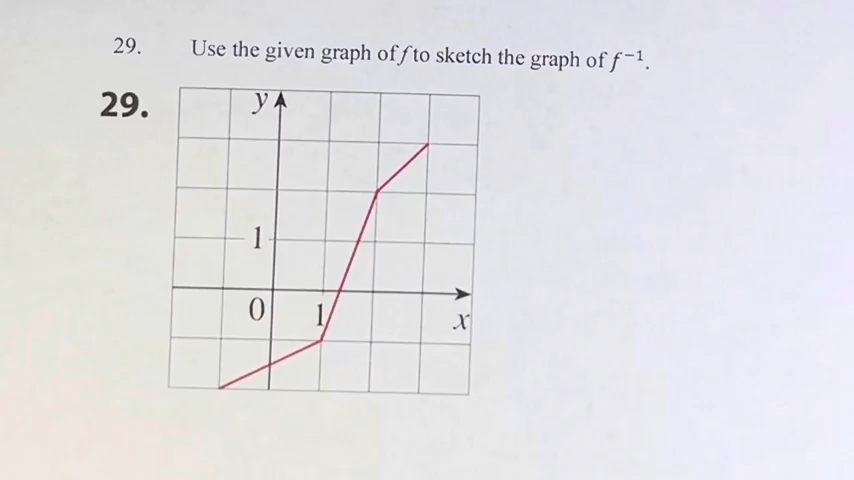 29. Use the given graph of f to sketch the graph of f⁻¹.
29.
y
1
0 1
x